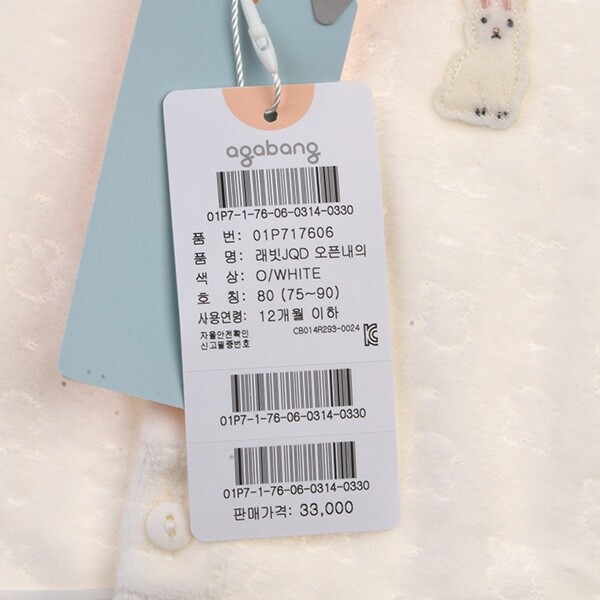 agabang
01P7-1-76-06-0314-0330
품 번: 01P717606
품 명: 래빗JQD 오픈내의
색 상: O/WHITE
호 칭: 80 (75~90)
사용연령: 12개월 이하
자율안전확인
신고필증번호
CB014R293-0024
01P7-1-76-06-0314-0330
01P7-1-76-06-0314-0330
판매가격: 33,000